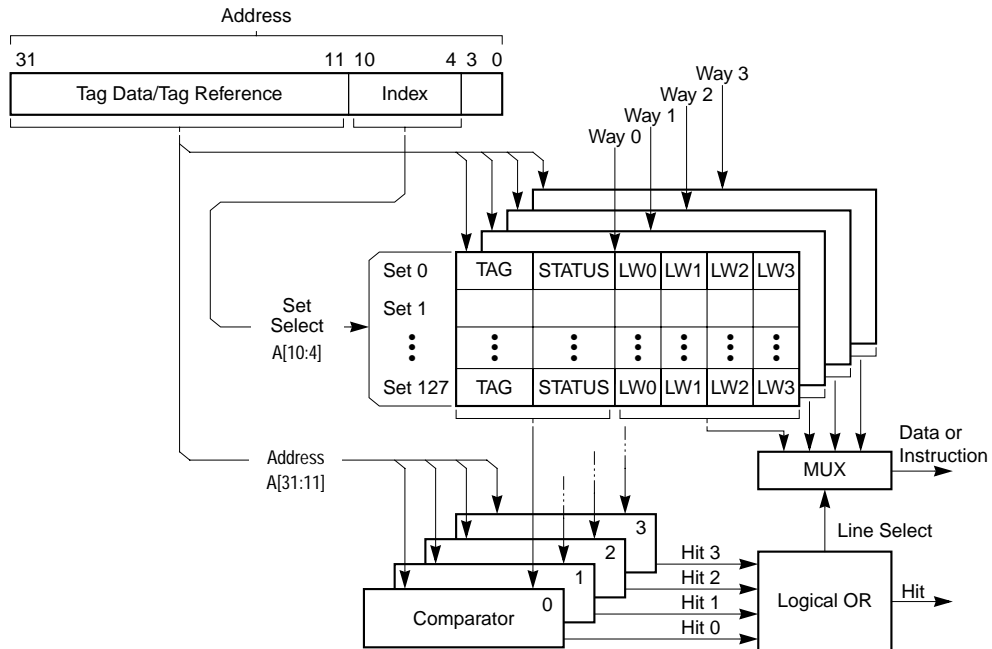 Address
31 11 10 4 3 0
Tag Data/Tag Reference Index
Way 3
Way 2
Way 1
Way 0
Set 0 TAG STATUS LW0 LW1 LW2 LW3
Set 1
Set
Select
A[10:4]
Set 127 TAG STATUS LW0 LW1 LW2 LW3
Data or
Instruction
MUX
Address
A[31:11]
Line Select
3
2
1
0
Comparator
Hit 3
Hit 2
Hit 1
Hit 0
Logical OR
Hit